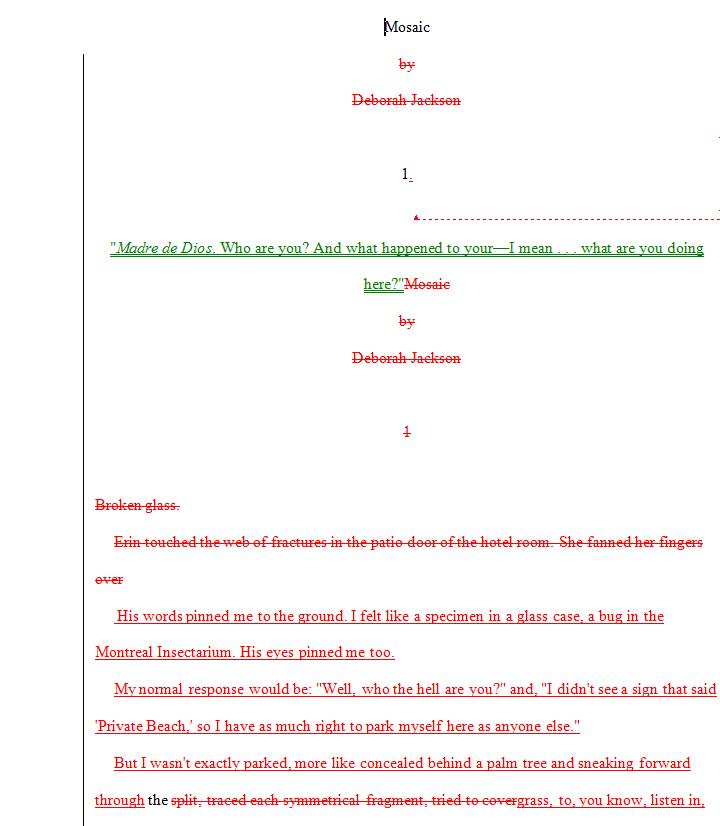 Mosaic
by
Deborah Jackson
1.
"Madre de Dios. Who are you? And what happened to your—I mean . . . what are you doing
here?"Mosaic
by
Deborah Jackson
1
Broken glass.
Erin touched the web of fractures in the patio door of the hotel room. She fanned her fingers
over
His words pinned me to the ground. I felt like a specimen in a glass case, a bug in the
Montreal Insectarium. His eyes pinned me too.
My normal response would be: "Well, who the hell are you?" and, "I didn't see a sign that said
'Private Beach,' so I have as much right to park myself here as anyone else."
But I wasn't exactly parked, more like concealed behind a palm tree and sneaking forward
through the split, traced each symmetrical fragment, tried to covergrass, to, you know, listen in,